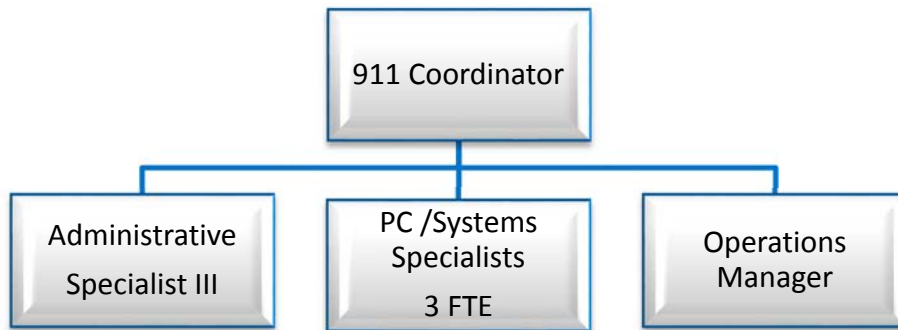 911 Coordinator
Administrative
Specialist III
PC /Systems
Specialists
3 FTE
Operations
Manager